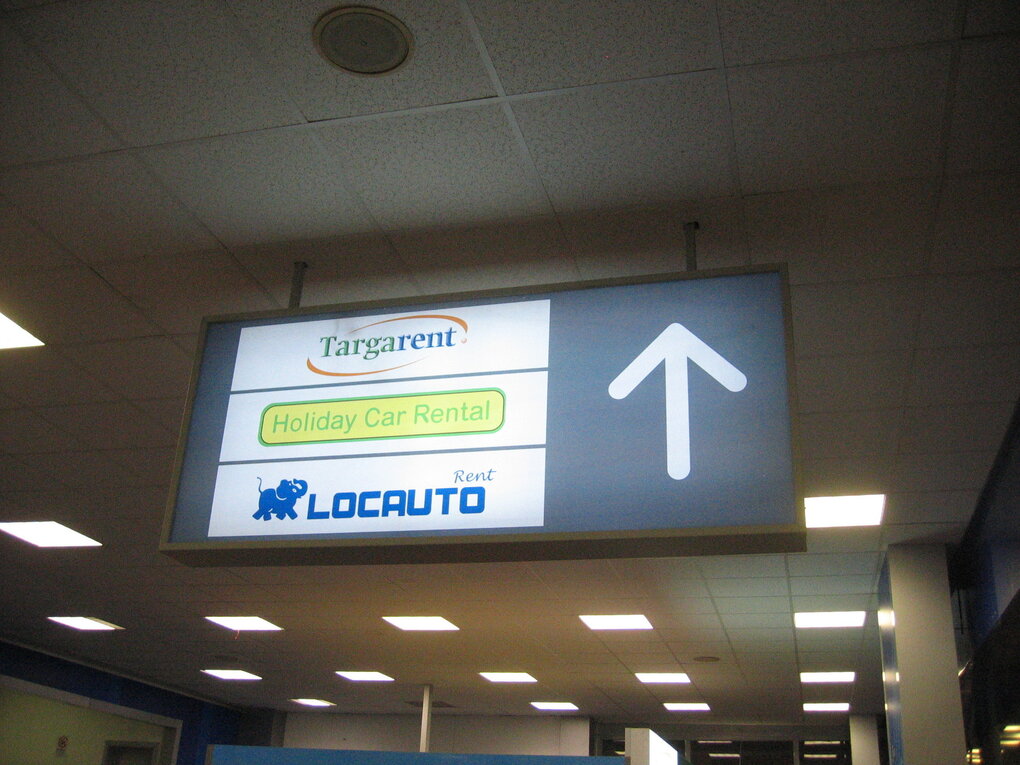 Targarent
Holiday Car Rental
Rent
LOCAUTO